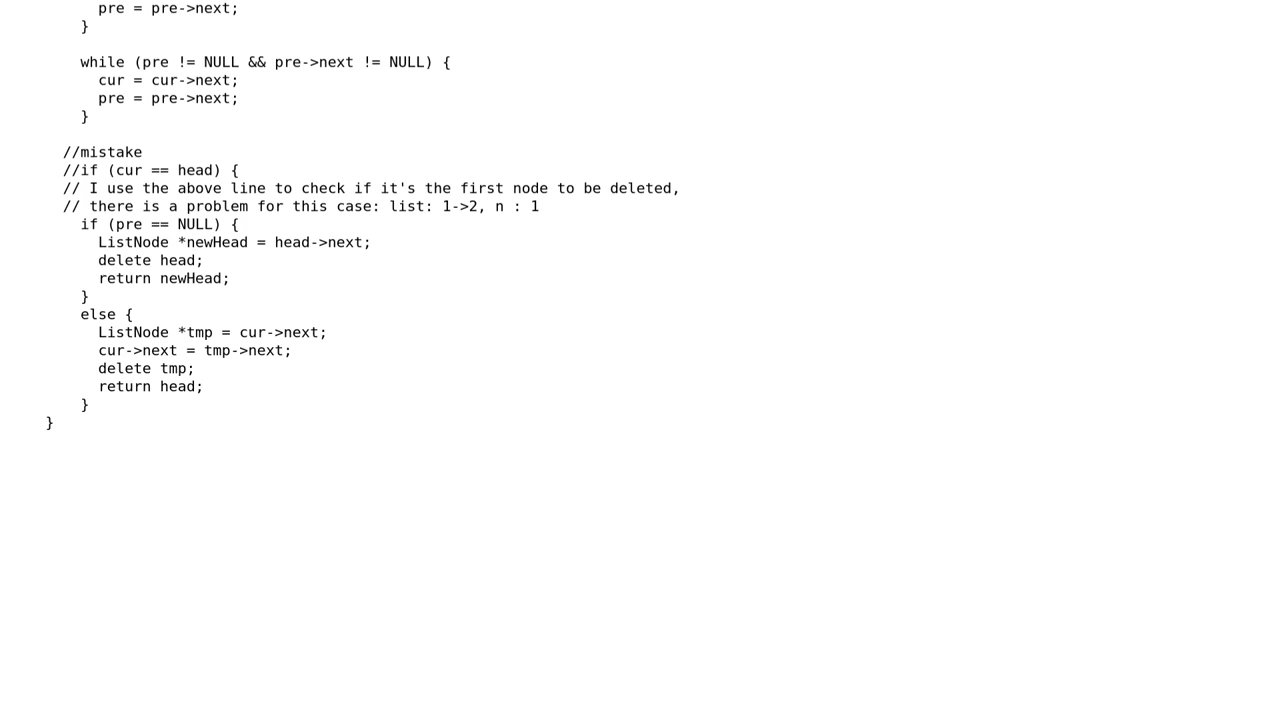 pre = pre->next;
}
while (pre != NULL && pre->next != NULL) {
cur = cur->next;
pre = pre->next;
}
//mistake
//if (cur == head) {
// I use the above line to check if it's the first node to be deleted,
// there is a problem for this case: list: 1->2, n : 1
if (pre == NULL) {
ListNode *newHead = head->next;
delete head;
return newHead;
}
else {
ListNode *tmp = cur->next;
cur->next = tmp->next;
delete tmp;
return head;
}
}